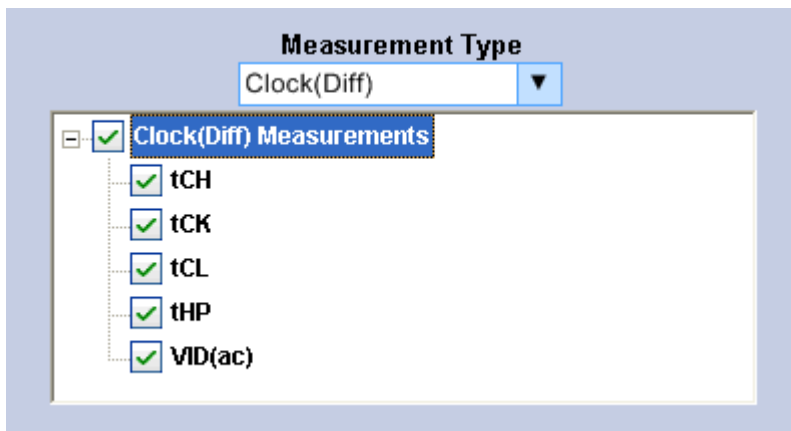 Measurement Type
Clock(Diff)
Clock(Diff) Measurements
tCH
tCK
tCL
tHP
VID(ac)